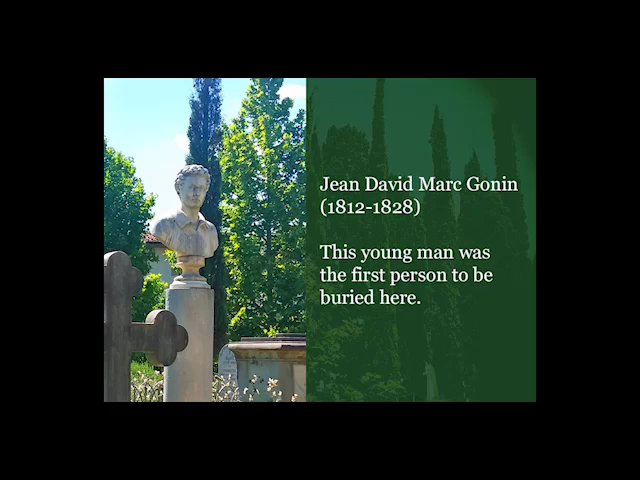 Jean David Marc Gonin
(1812-1828)
This young man was
the first person to be
buried here.